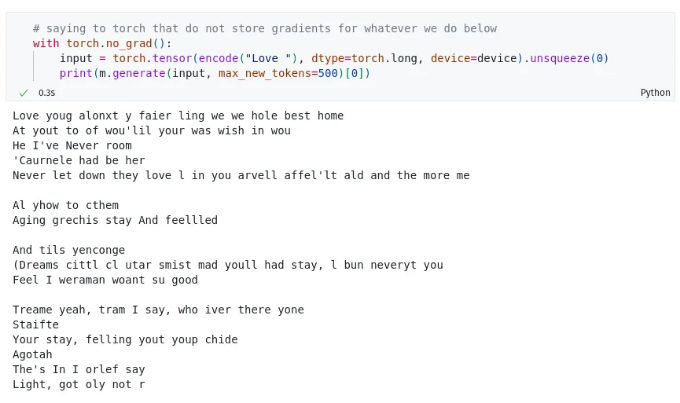 # saying to torch that do not store gradients for whatever we do below
with torch.no_grad():
    input = torch.tensor(encode("Love "), dtype=torch.long, device=device).unsqueeze(0)
    print(m.generate(input, max_new_tokens=500)[0])
✓ 0.3s Python
Love youg alonxt y faier ling we we hole best home
At yout to of wou'lil your was wish in wou
He I've Never room
'Caurnele had be her
Never let down they love l in you arvell affel'lt ald and the more me
Al yhow to cthem
Aging grechis stay And feellled
And tils yenconge
(Dreams cittl cl utar smist mad youll had stay, l bun neveryt you
Feel I weraman woant su good
Treame yeah, tram I say, who iver there yone
Staifte
Your stay, felling yout youp chide
Agotah
The's In I orlef say
Light, got oly not r